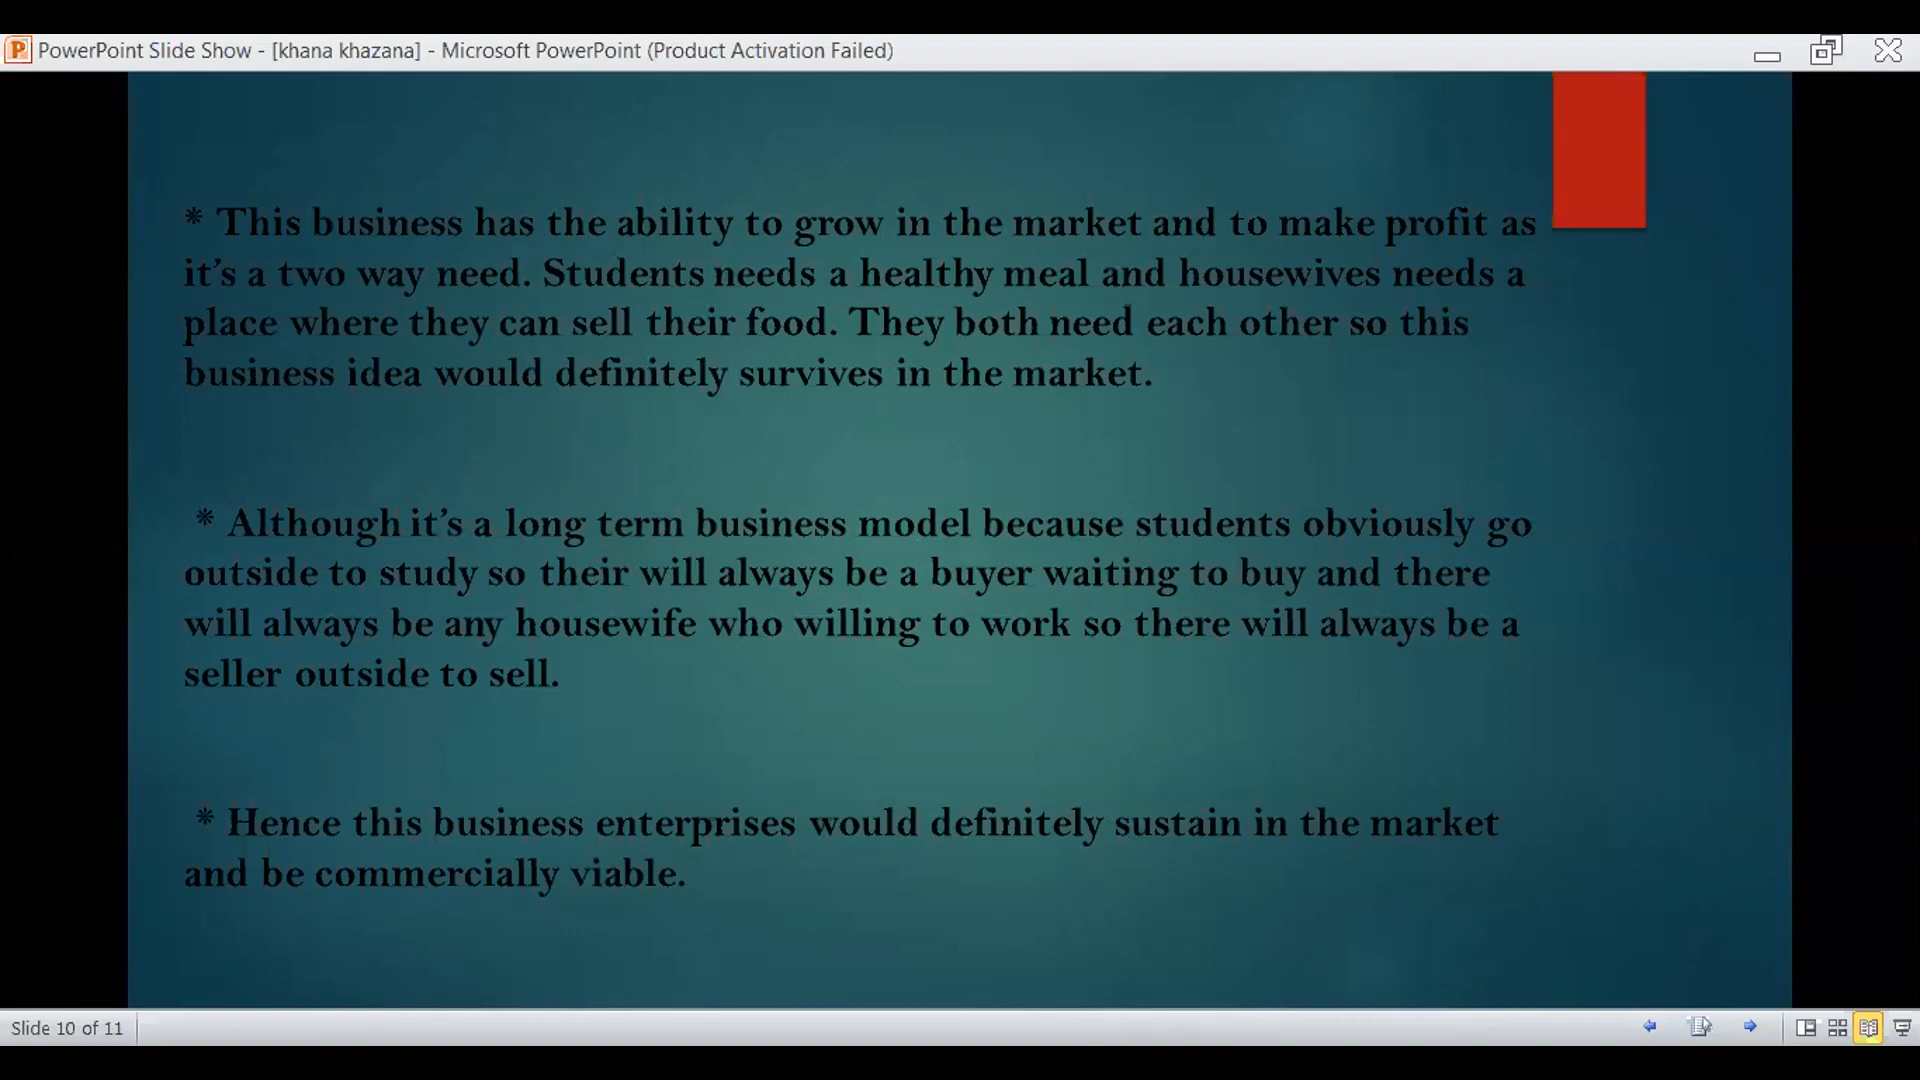 PowerPoint Slide Show - [khana khazana] - Microsoft PowerPoint (Product Activation Failed)
* This business has the ability to grow in the market and to make profit as
it’s a two way need. Students needs a healthy meal and housewives needs a
place where they can sell their food. They both need each other so this
business idea would definitely survives in the market.
* Although it’s a long term business model because students obviously go
outside to study so their will always be a buyer waiting to buy and there
will always be any housewife who willing to work so there will always be a
seller outside to sell.
* Hence this business enterprises would definitely sustain in the market
and be commercially viable.
Slide 10 of 11